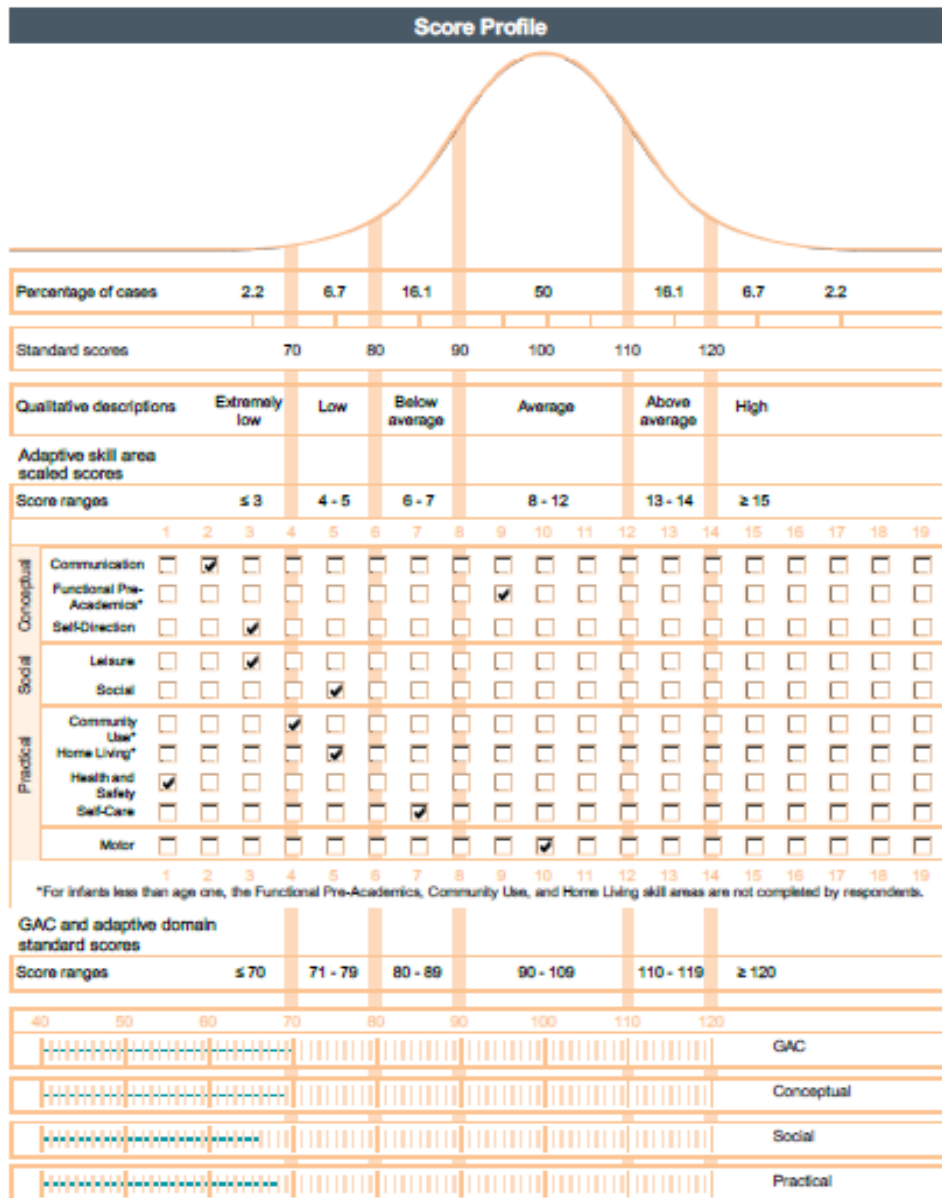 Score Profile
Percentage of cases 2.2 6.7 16.1 50 16.1 6.7 2.2
Standard scores 70 80 90 100 110 120
Qualitative descriptions Extremely low Low Below average Average Above average High
Adaptive skill area
scaled scores
Score ranges ≤ 3 4 - 5 6 - 7 8 - 12 13 - 14 ≥ 15
1 2 3 4 5 6 7 8 9 10 11 12 13 14 15 16 17 18 19
Conceptual
Communication
Functional Pre-
Academics*
Self-Direction
Social
Leisure
Social
Practical
Community
Use*
Home Living*
Health and
Safety
Self-Care
Motor
1 2 3 4 5 6 7 8 9 10 11 12 13 14 15 16 17 18 19
*For infants less than age one, the Functional Pre-Academics, Community Use, and Home Living skill areas are not completed by respondents.
GAC and adaptive domain
standard scores
Score ranges ≤ 70 71 - 79 80 - 89 90 - 109 110 - 119 ≥ 120
40 50 60 70 80 90 100 110 120
GAC
Conceptual
Social
Practical